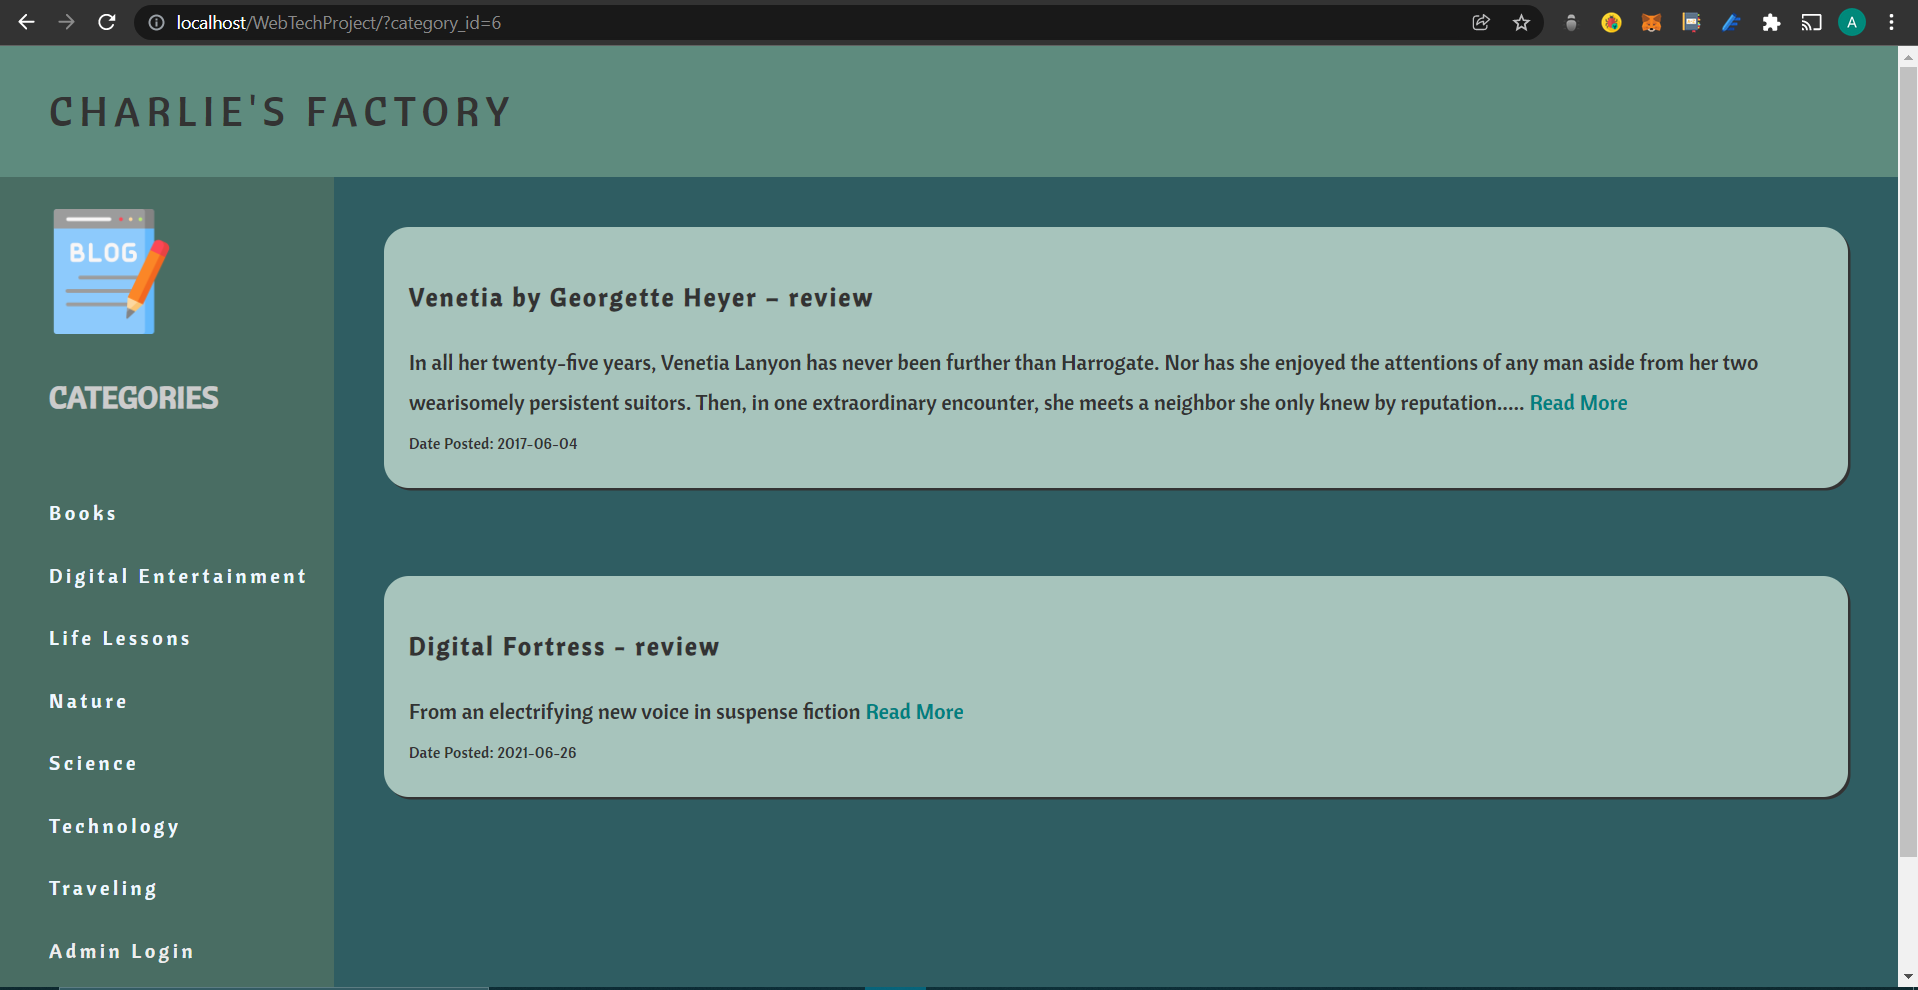 localhost/WebTechProject/?category_id=6
A
CHARLIE'S FACTORY
BLOG
CATEGORIES
Books
Digital Entertainment
Life Lessons
Nature
Science
Technology
Traveling
Admin Login
Venetia by Georgette Heyer – review
In all her twenty-five years, Venetia Lanyon has never been further than Harrogate. Nor has she enjoyed the attentions of any man aside from her two
wearisomely persistent suitors. Then, in one extraordinary encounter, she meets a neighbor she only knew by reputation..... Read More
Date Posted: 2017-06-04
Digital Fortress - review
From an electrifying new voice in suspense fiction Read More
Date Posted: 2021-06-26